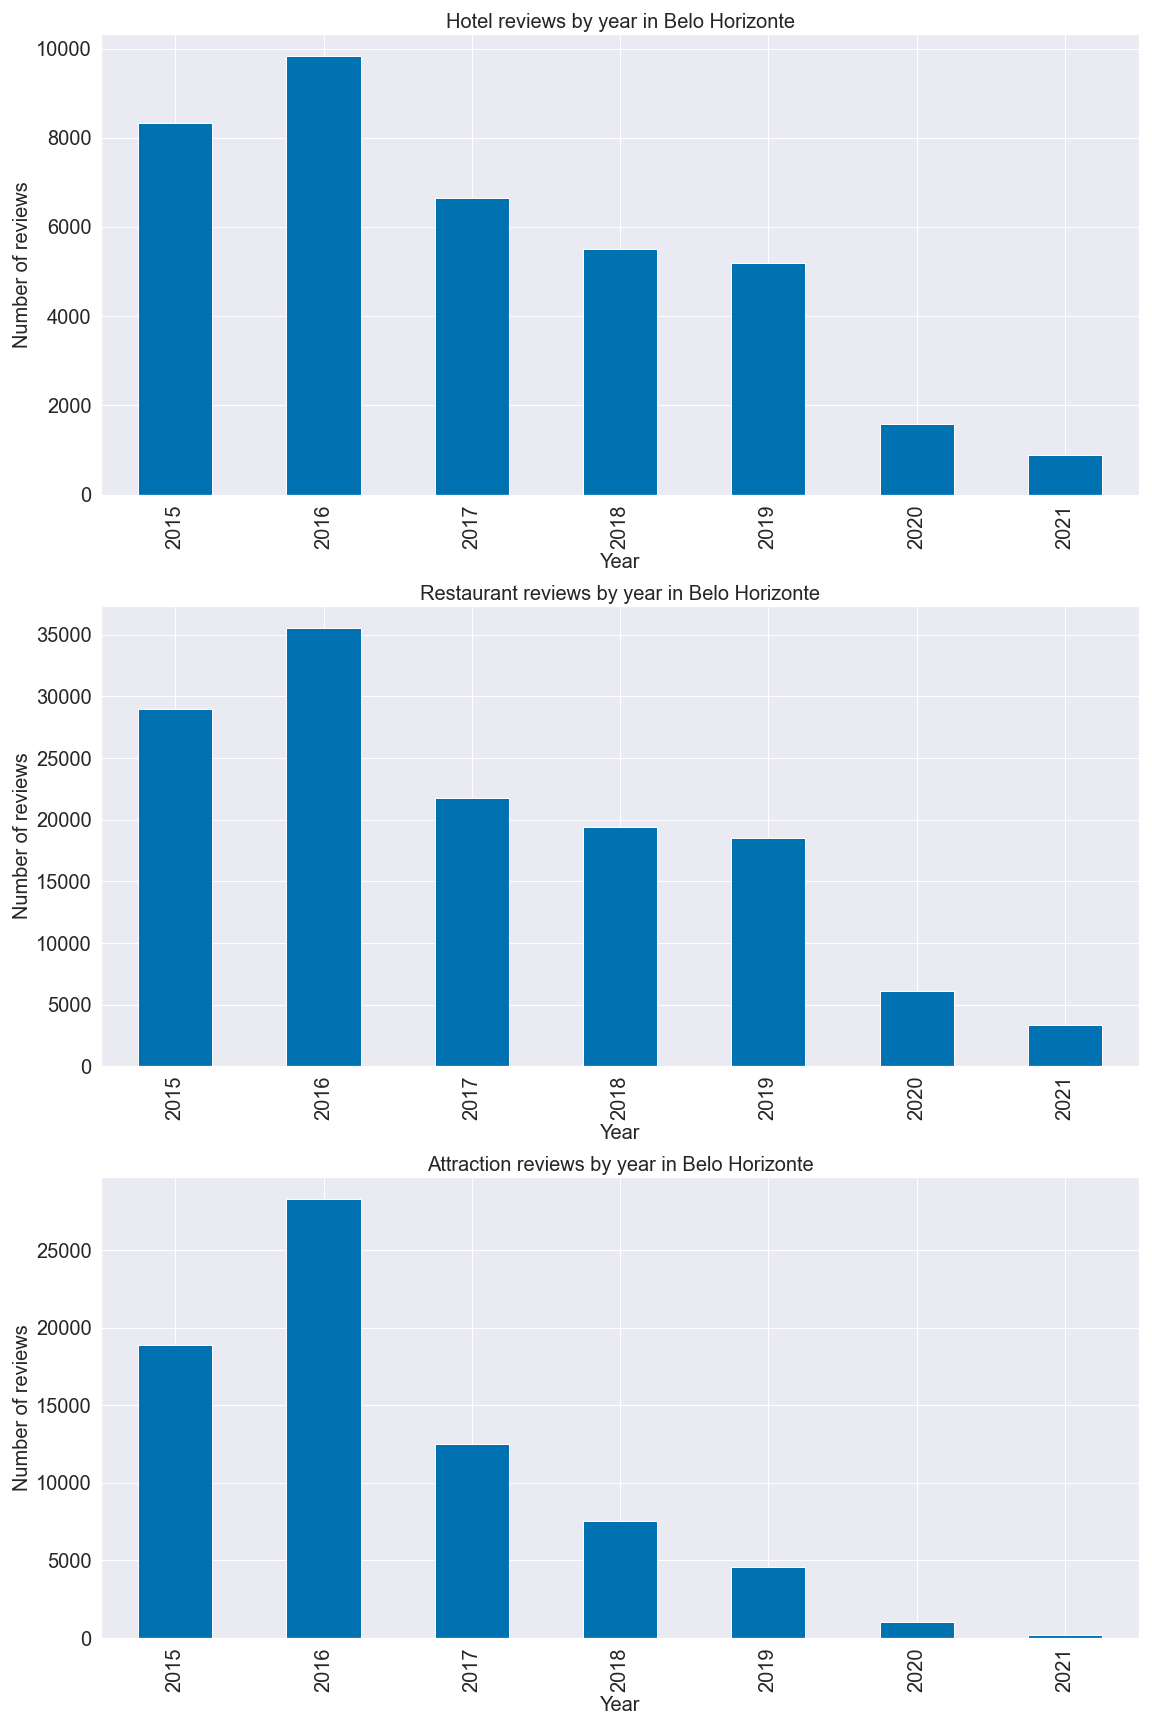 Hotel reviews by year in Belo Horizonte
10000
8000
6000
4000
2000
0
Number of reviews
2015 2016 2017 2018 2019 2020 2021
Year
Restaurant reviews by year in Belo Horizonte
35000
30000
25000
20000
15000
10000
5000
0
Number of reviews
2015 2016 2017 2018 2019 2020 2021
Year
Attraction reviews by year in Belo Horizonte
25000
20000
15000
10000
5000
0
Number of reviews
2015 2016 2017 2018 2019 2020 2021
Year